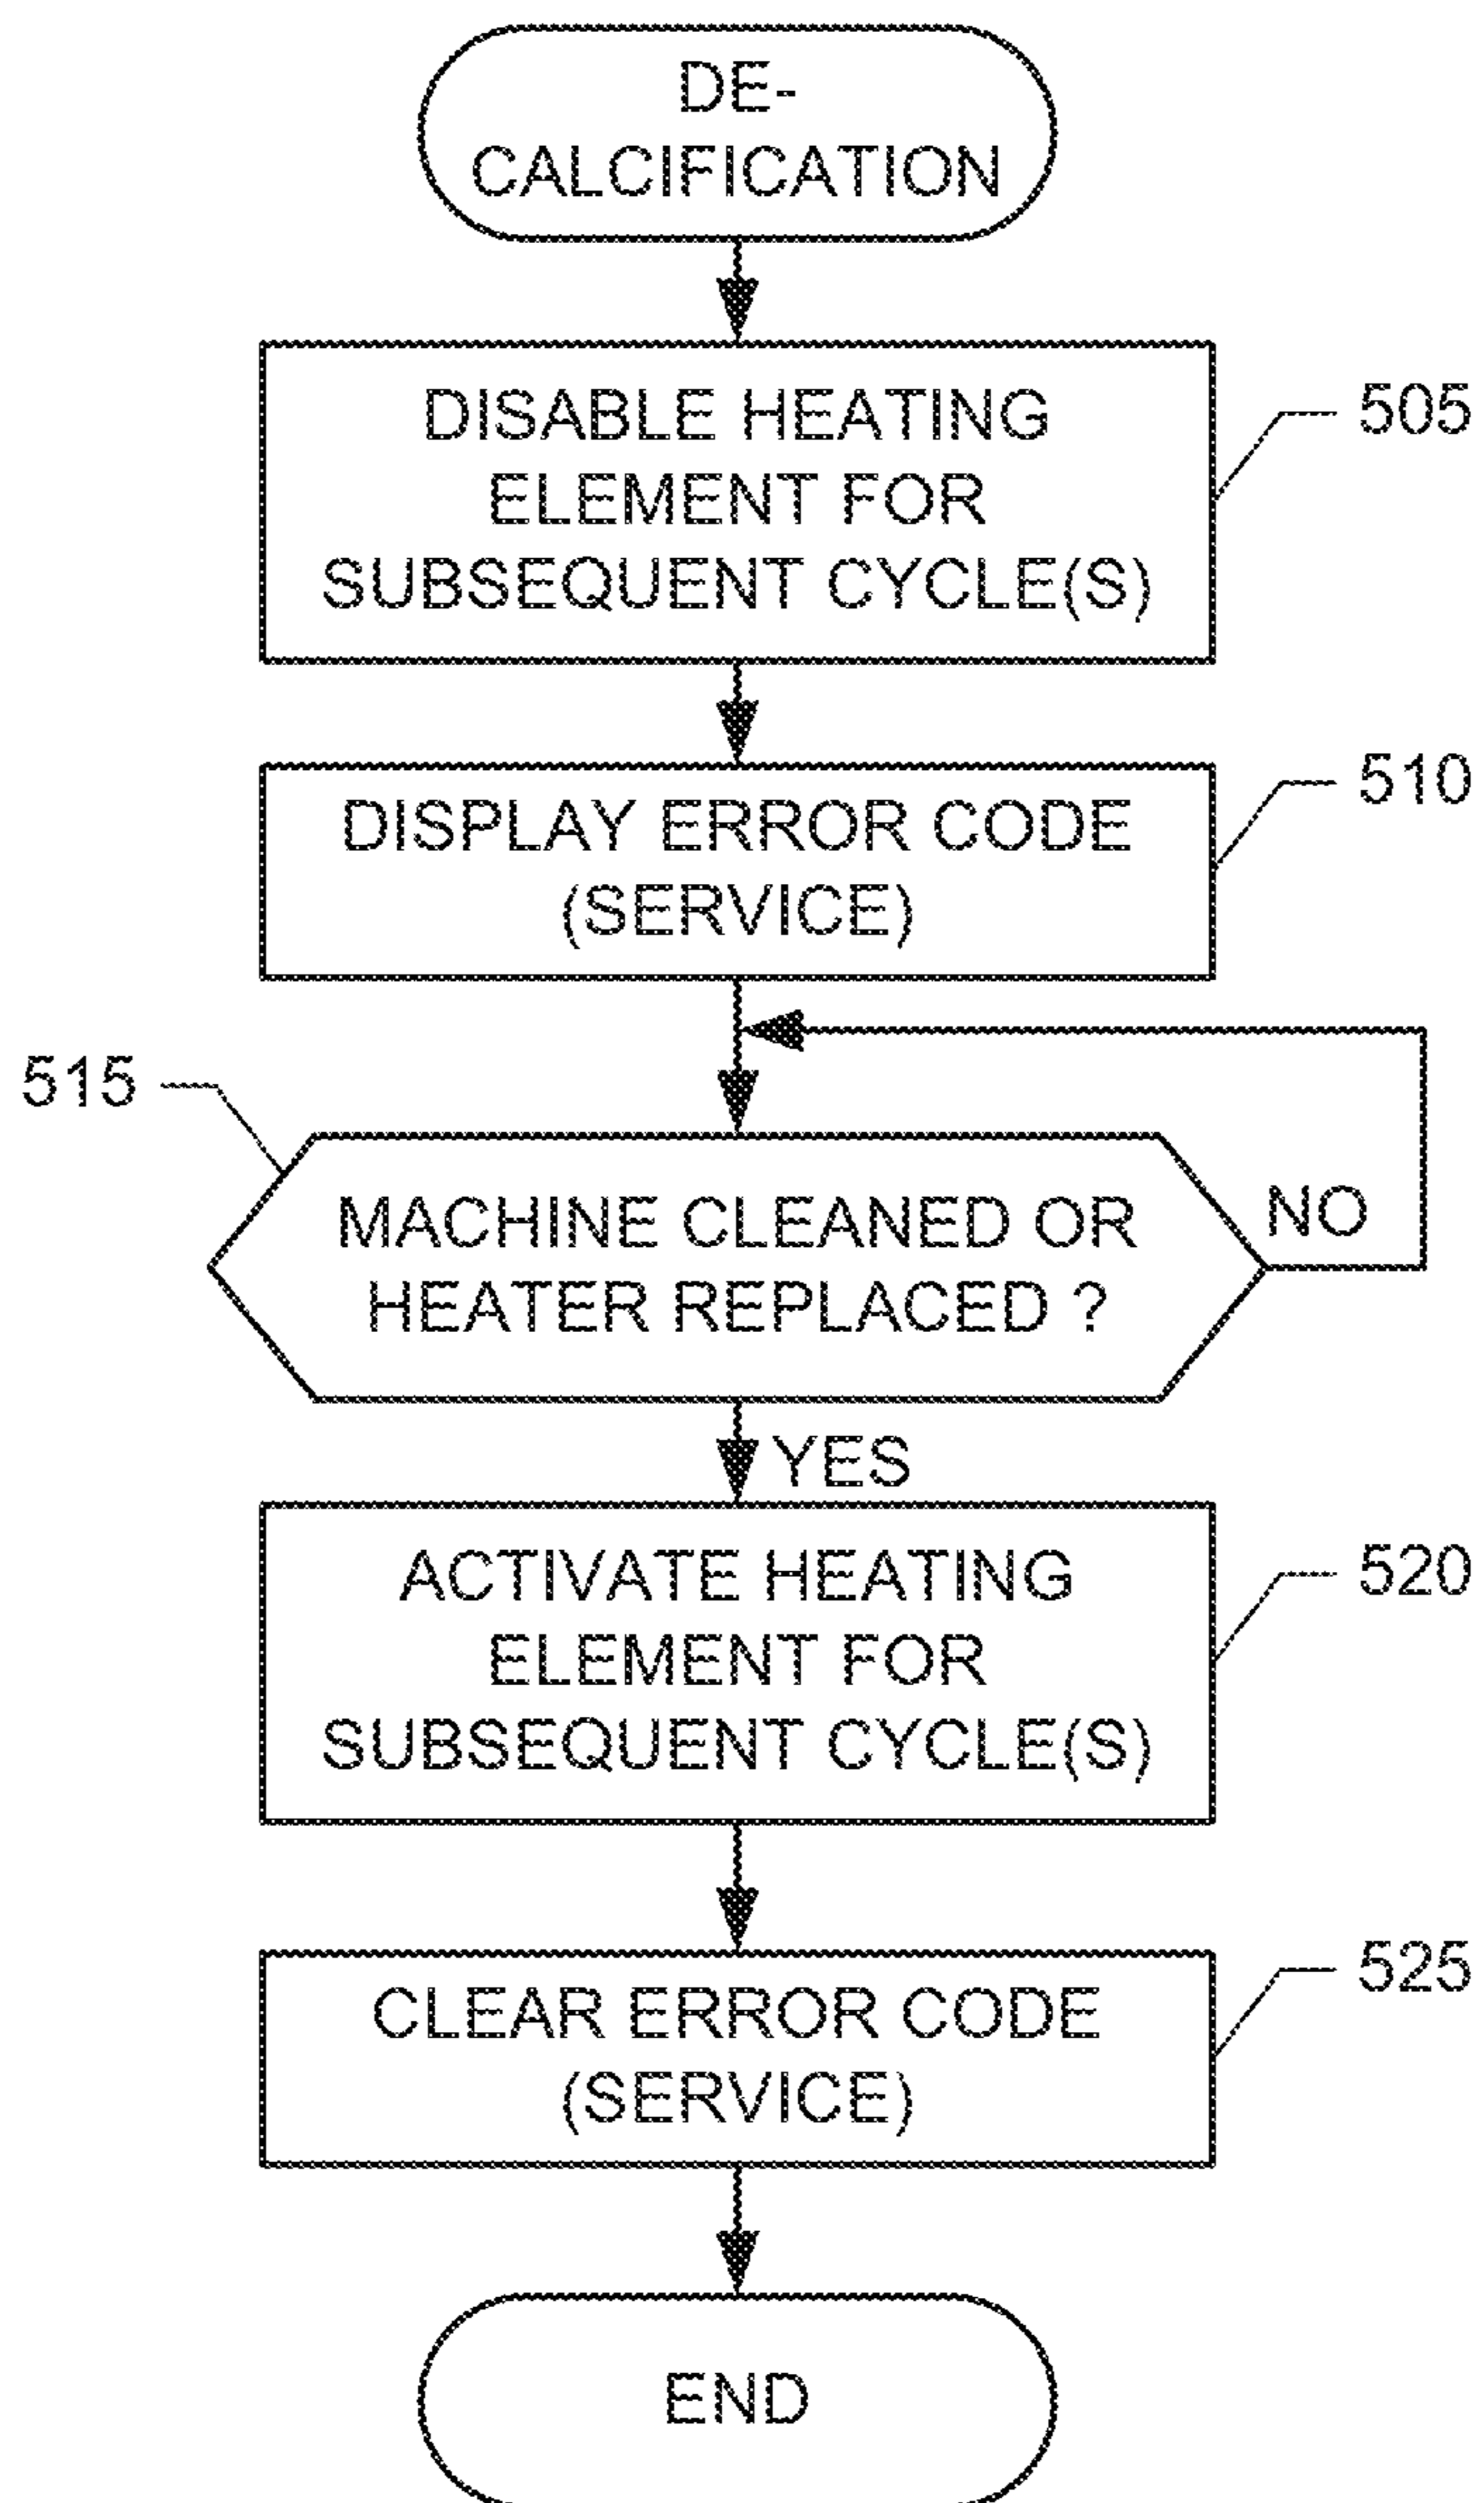 DE-
CALCIFICATION
DISABLE HEATING
ELEMENT FOR
SUBSEQUENT CYCLE(S)
505
DISPLAY ERROR CODE
(SERVICE)
510
515
MACHINE CLEANED OR
HEATER REPLACED ?
NO
YES
ACTIVATE HEATING
ELEMENT FOR
SUBSEQUENT CYCLE(S)
520
CLEAR ERROR CODE
(SERVICE)
525
END